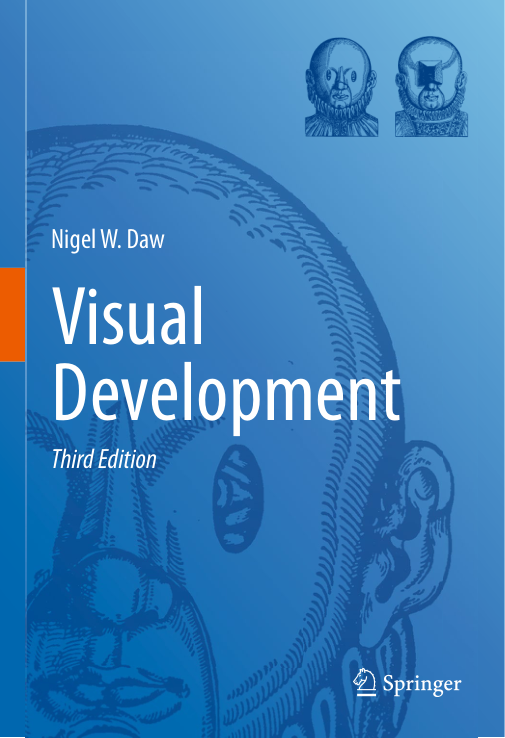 Nigel W. Daw
Visual
Development
Third Edition
Springer